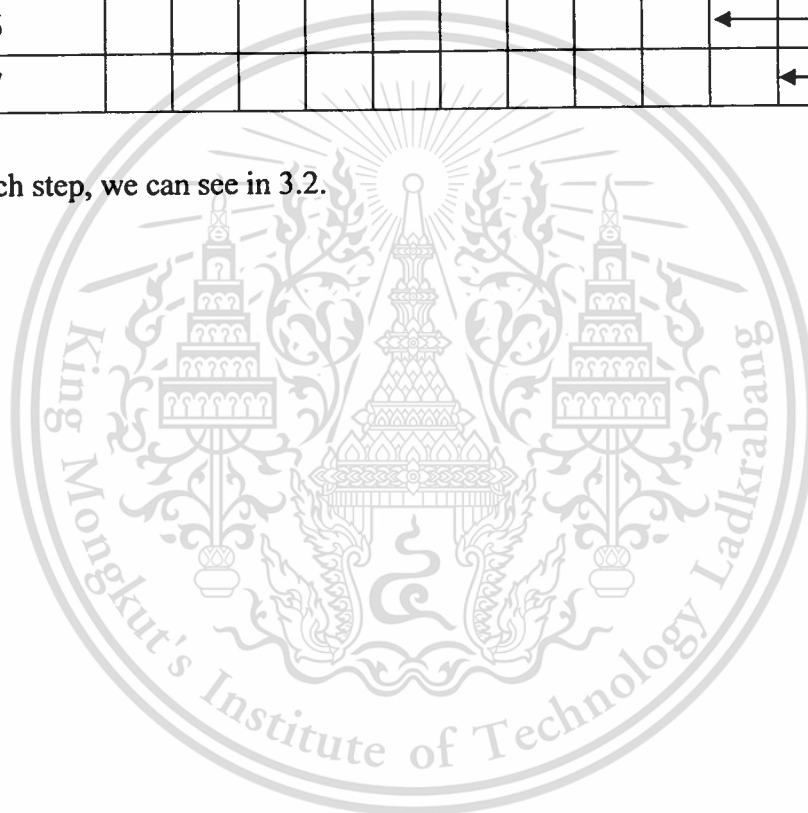 ch step, we can see in 3.2.
King Mongkut's Institute of Technology Ladkrabang